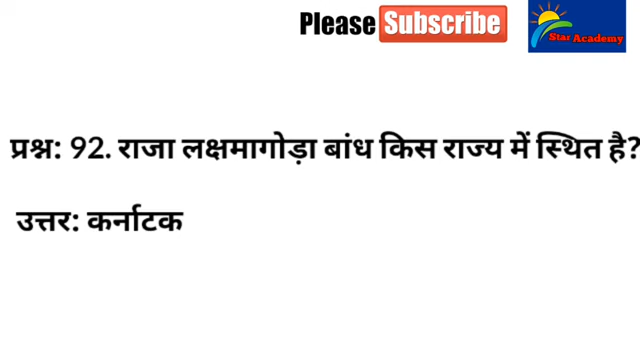 Please Subscribe
Star Academy
प्रश्न: 92. राजा लक्षमागोड़ा बांध किस राज्य में स्थित है?
उत्तर: कर्नाटक